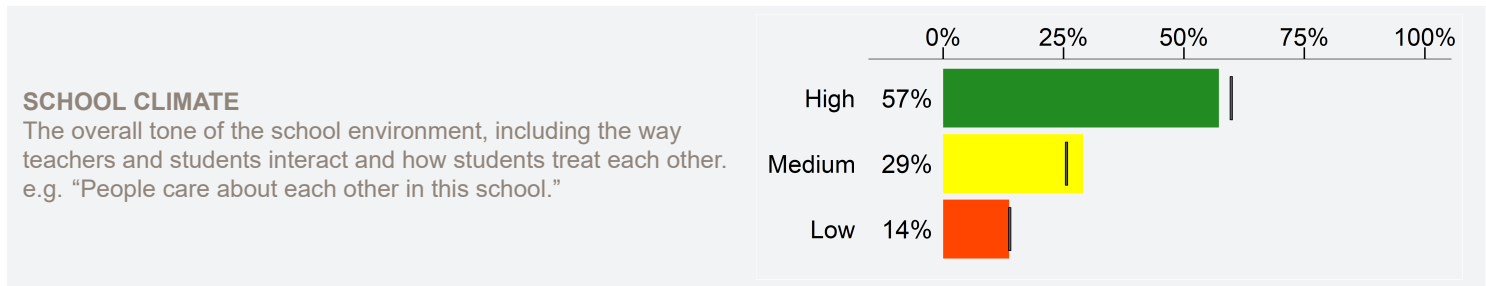 SCHOOL CLIMATE
The overall tone of the school environment, including the way
teachers and students interact and how students treat each other.
e.g. “People care about each other in this school.”
0% 25% 50% 75% 100%
High 57%
Medium 29%
Low 14%